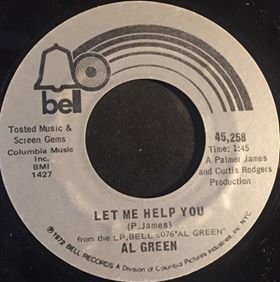 bell
Tosted Music &
Screen Gems
Columbia Music
Inc.
BMI
1427
45,258
Time: 1:45
A Palmer James
and Curtis Rodgers
Production
LET ME HELP YOU
(P. James)
from the LP, BELL 6076 "AL GREEN"
AL GREEN
℗ 1972 BELL RECORDS A Division of Columbia Pictures Industries, Inc. NYC